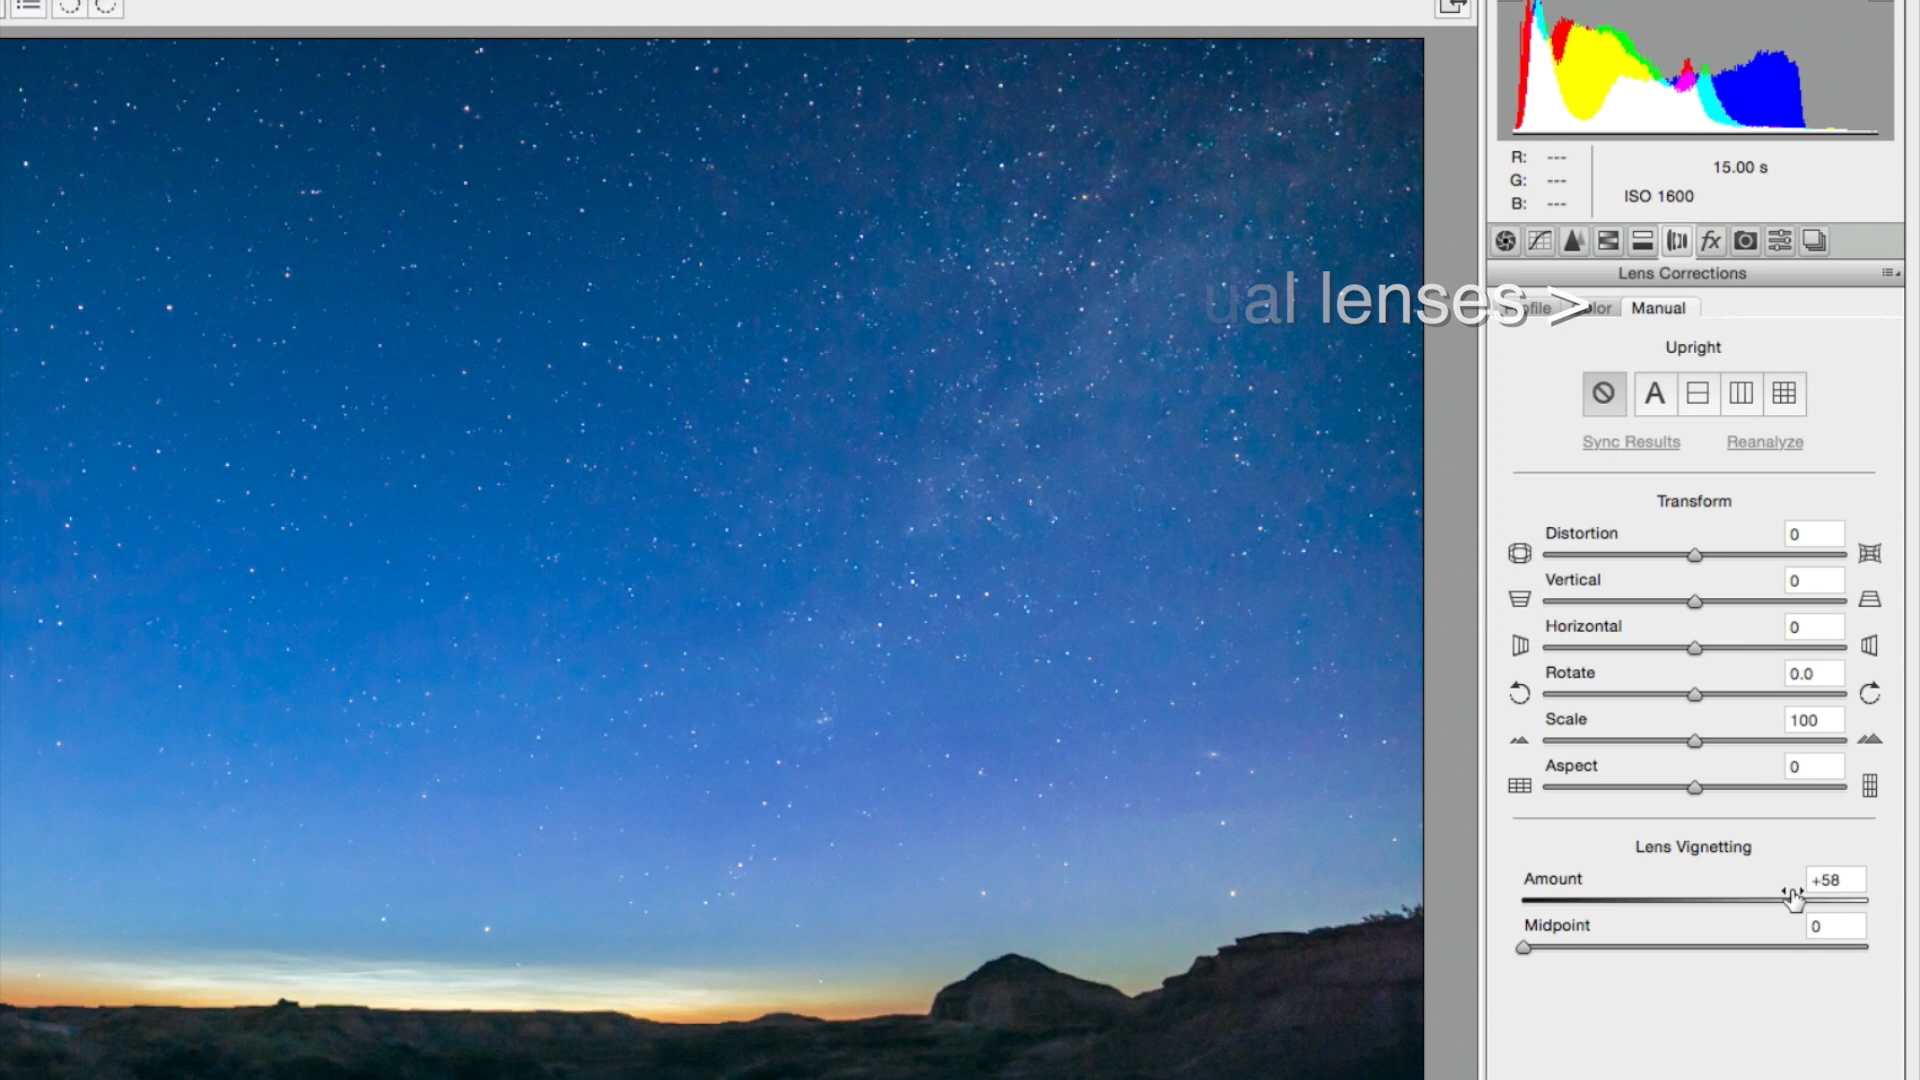 R: ---
G: ---
B: ---
15.00 s
ISO 1600
fx
Lens Corrections
ual lenses >
Manual
Upright
A
Sync Results Reanalyze
Transform
Distortion 0
Vertical 0
Horizontal 0
Rotate 0.0
Scale 100
Aspect 0
Lens Vignetting
Amount +58
Midpoint 0